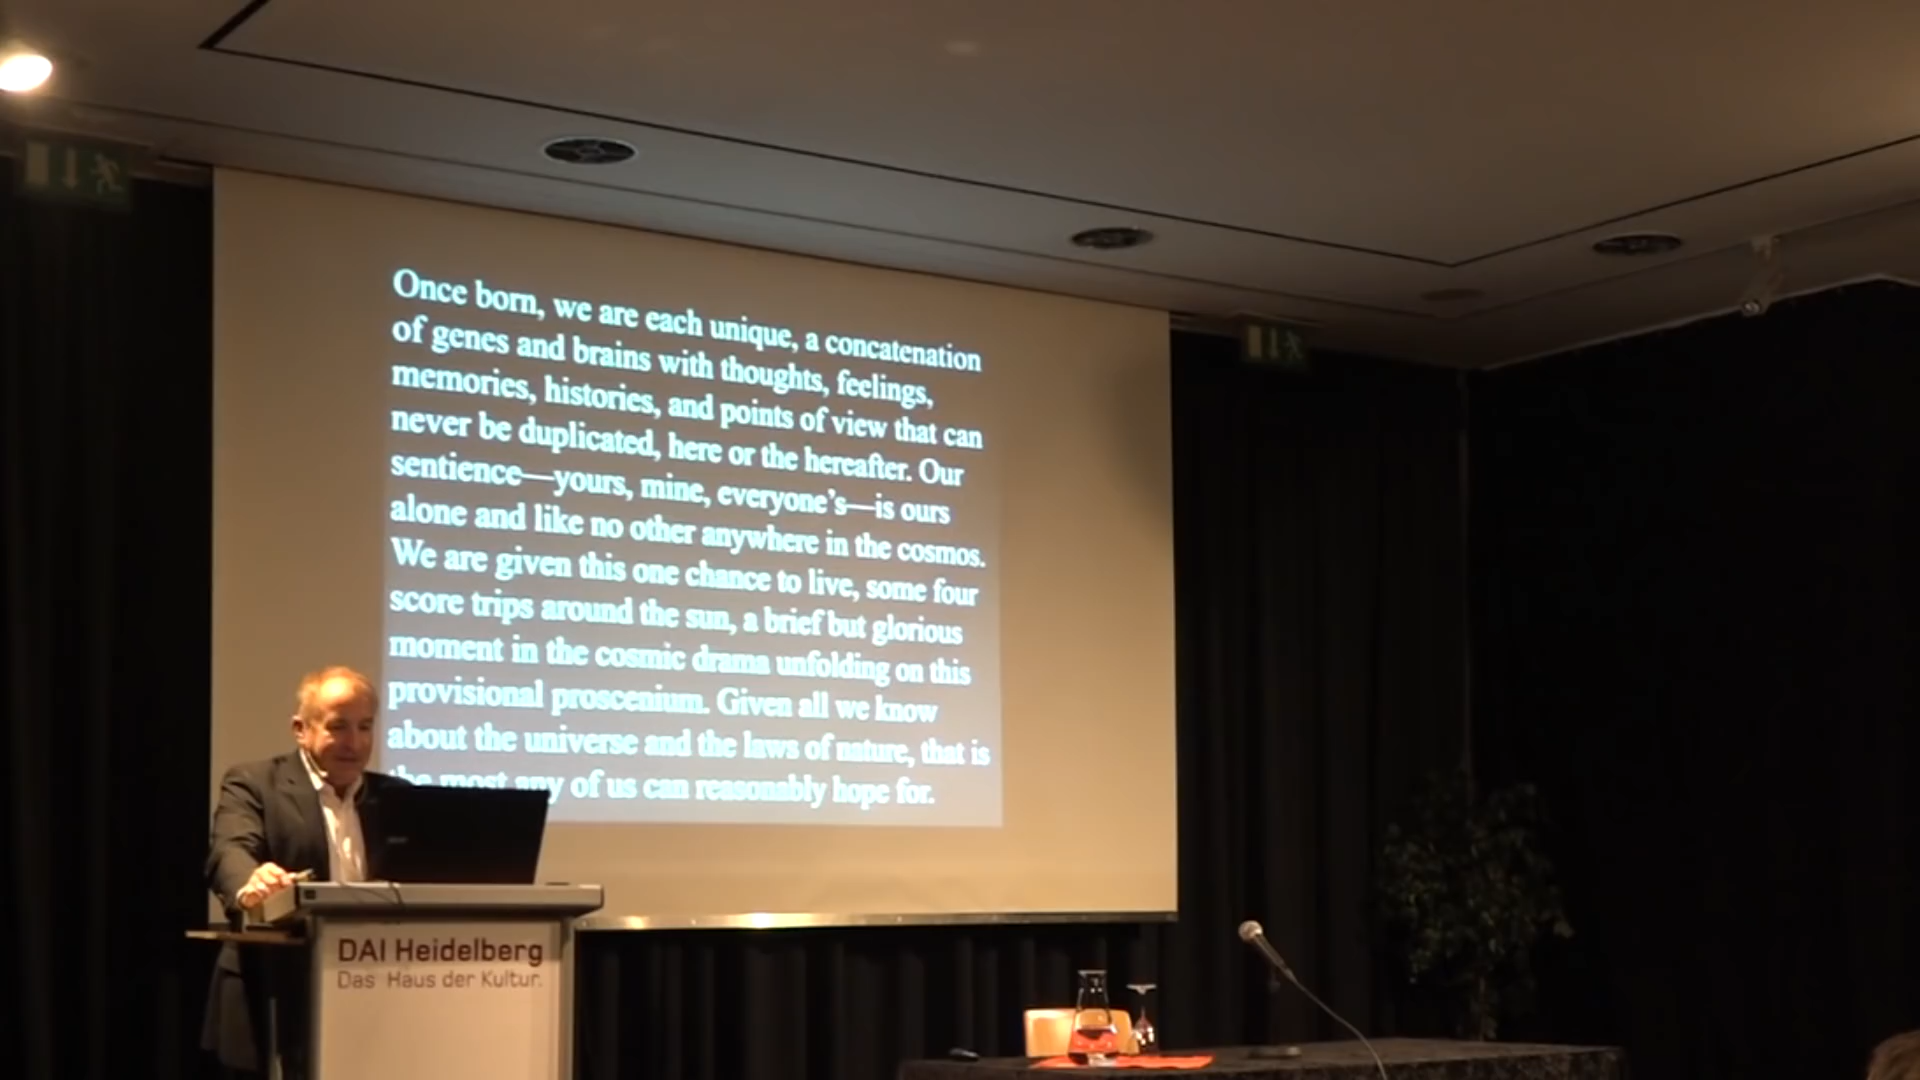 Once born, we are each unique, a concatenation
of genes and brains with thoughts, feelings,
memories, histories, and points of view that can
never be duplicated, here or the hereafter. Our
sentience—yours, mine, everyone’s—is ours
alone and like no other anywhere in the cosmos.
We are given this one chance to live, some four
score trips around the sun, a brief but glorious
moment in the cosmic drama unfolding on this
provisional proscenium. Given all we know
about the universe and the laws of nature, that is
the most any of us can reasonably hope for.
DAI Heidelberg
Das Haus der Kultur.